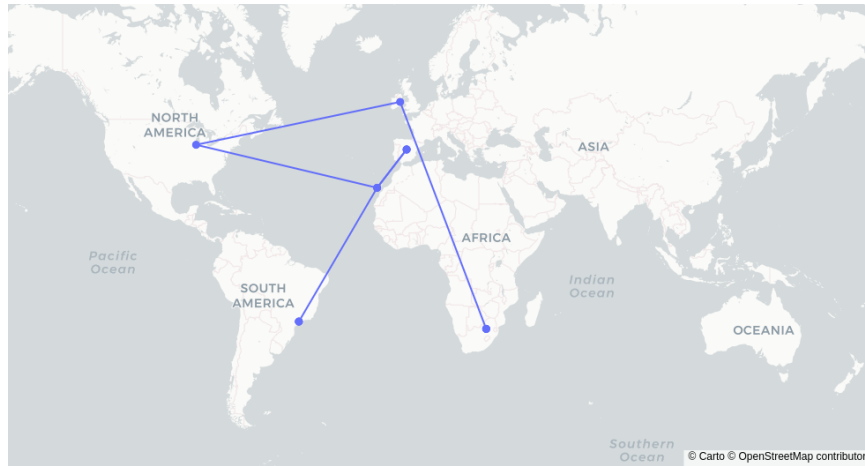 NORTH
AMERICA
ASIA
AFRICA
Pacific
Ocean
SOUTH
AMERICA
Indian
Ocean
OCEANIA
Southern
Ocean
© Carto © OpenStreetMap contributor